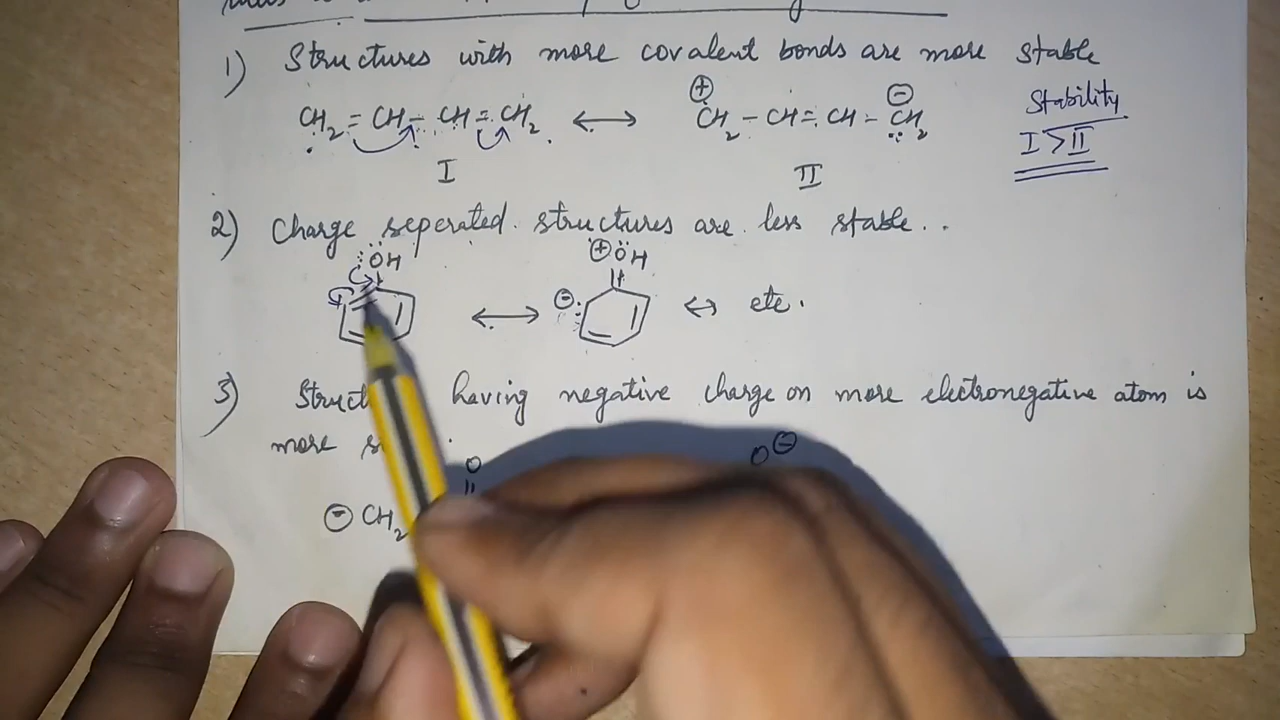 1) Structures with more covalent bonds are more stable
CH2 = CH - CH = CH2 ↔ ⊕CH2 - CH = CH - CH2⊖ Stability
I II I > II
2) Charge seperated structures are less stable..
ÖH ⊕ÖH
↔ ⊖: ↔ etc.
3) having negative charge on more electronegative atom is
more
O O⊖
⊖ CH2